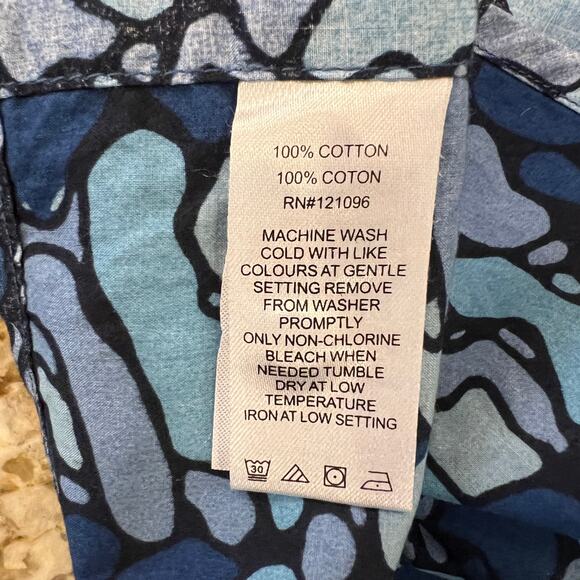 100% COTTON
100% COTON
RN#121096
MACHINE WASH
COLD WITH LIKE
COLOURS AT GENTLE
SETTING REMOVE
FROM WASHER
PROMPTLY
ONLY NON-CHLORINE
BLEACH WHEN
NEEDED TUMBLE
DRY AT LOW
TEMPERATURE
IRON AT LOW SETTING
30